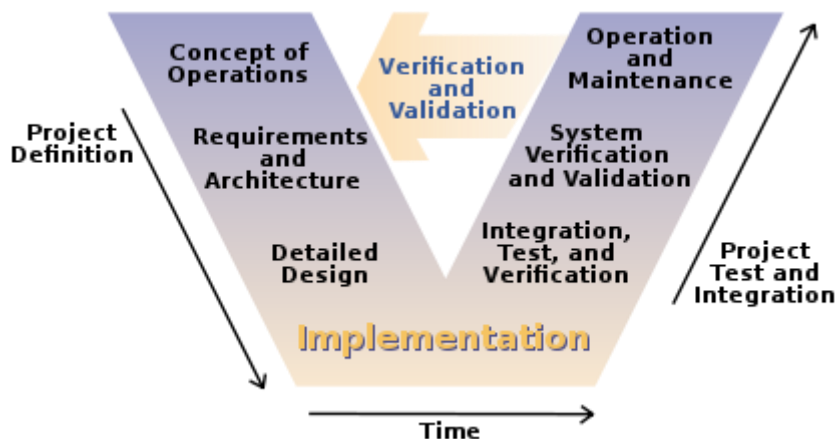 Concept of
Operations
Verification
and
Validation
Operation
and
Maintenance
Project
Definition
Requirements
and
Architecture
System
Verification
and Validation
Detailed
Design
Integration,
Test, and
Verification
Project
Test and
Integration
Implementation
Time